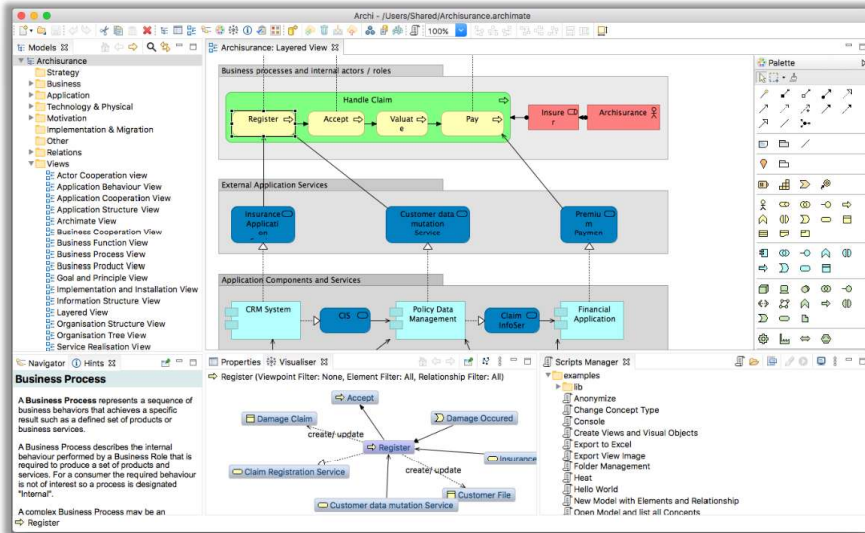 Archi - /Users/Shared/Archisurance.archimate
100%
Models
Archisurance
Strategy
Business
Application
Technology & Physical
Motivation
Implementation & Migration
Other
Relations
Views
Actor Cooperation view
Application Behaviour View
Application Cooperation View
Application Structure View
Archimate View
Business Cooperation View
Business Function View
Business Process View
Business Product View
Goal and Principle View
Implementation and Installation View
Information Structure View
Layered View
Organisation Structure View
Organisation Tree View
Service Realisation View
Archisurance: Layered View
Business processes and internal actors / roles
Handle Claim
Register
Accept
Valuat
e
Pay
Insure
r
Archisurance
External Application Services
Insurance
Application
Customer data
mutation
Service
Premiu
m
Paymen
Application Components and Services
CRM System
CIS
Policy Data
Management
Claim
InfoSer
Financial
Application
Palette
Navigator
Hints
Business Process
A Business Process represents a sequence of
business behaviors that achieves a specific
result such as a defined set of products or
business services.
A Business Process describes the internal
behaviour performed by a Business Role that is
required to produce a set of products and
services. For a consumer the required behaviour
is not of interest so a process is designated
"Internal".
A complex Business Process may be an
Register
Properties
Visualiser
Register (Viewpoint Filter: None, Element Filter: All, Relationship Filter: All)
Accept
Damage Claim
Damage Occured
create/ update
Register
Insurance
Claim Registration Service
create/ update
Customer File
Customer data mutation Service
Scripts Manager
examples
lib
Anonymize
Change Concept Type
Console
Create Views and Visual Objects
Export to Excel
Export View Image
Folder Management
Heat
Hello World
New Model with Elements and Relationship
Open Model and list all Concepts